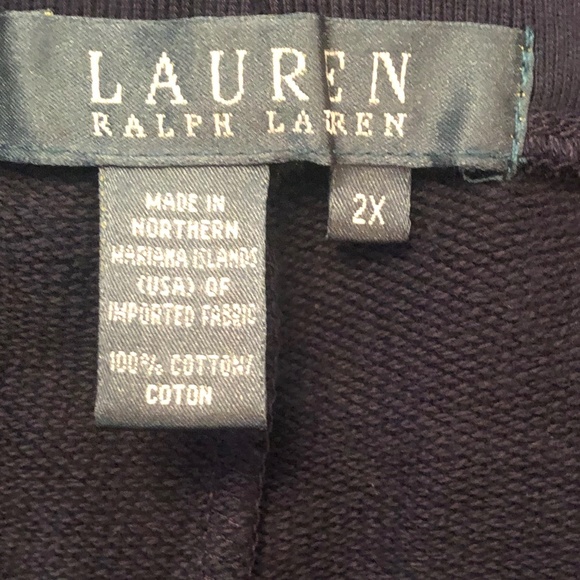 LAUREN
RALPH LAUREN
MADE IN
NORTHERN
MARIANA ISLANDS
(USA) OF
IMPORTED FABRIC
100% COTTON/
COTON
2X